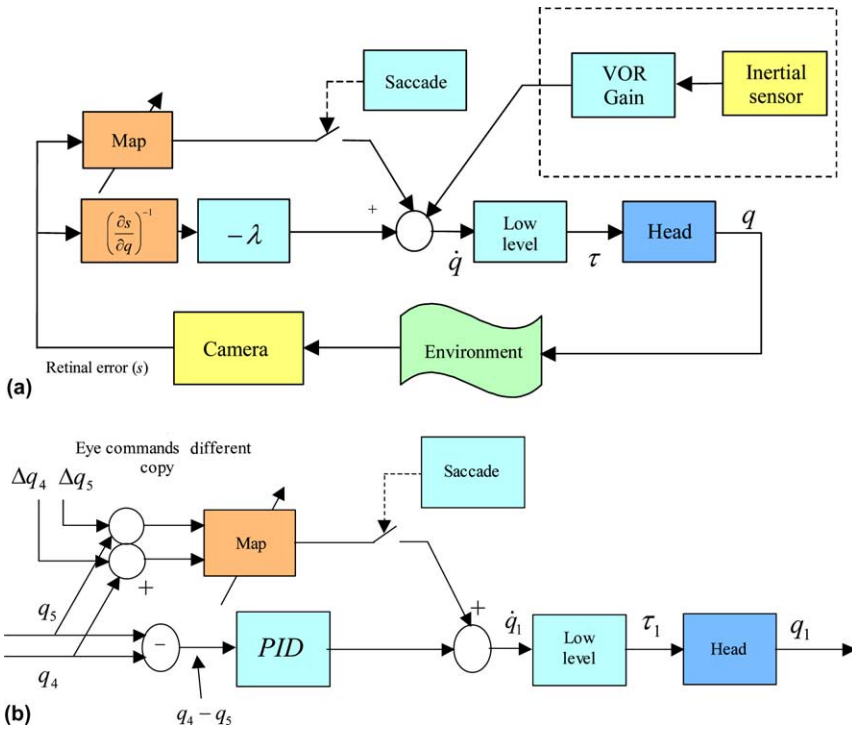 Saccade
VOR
Gain
Inertial
sensor
Map
+
(∂s/∂q)⁻¹
−λ
q̇
Low
level
τ
Head
q
Retinal error (s)
Camera
Environment
(a)
Eye commands different
copy
Δq₄ Δq₅
Saccade
Map
+
q₅
q₄
−
q₄ − q₅
PID
+
q̇₁
Low
level
τ₁
Head
q₁
(b)